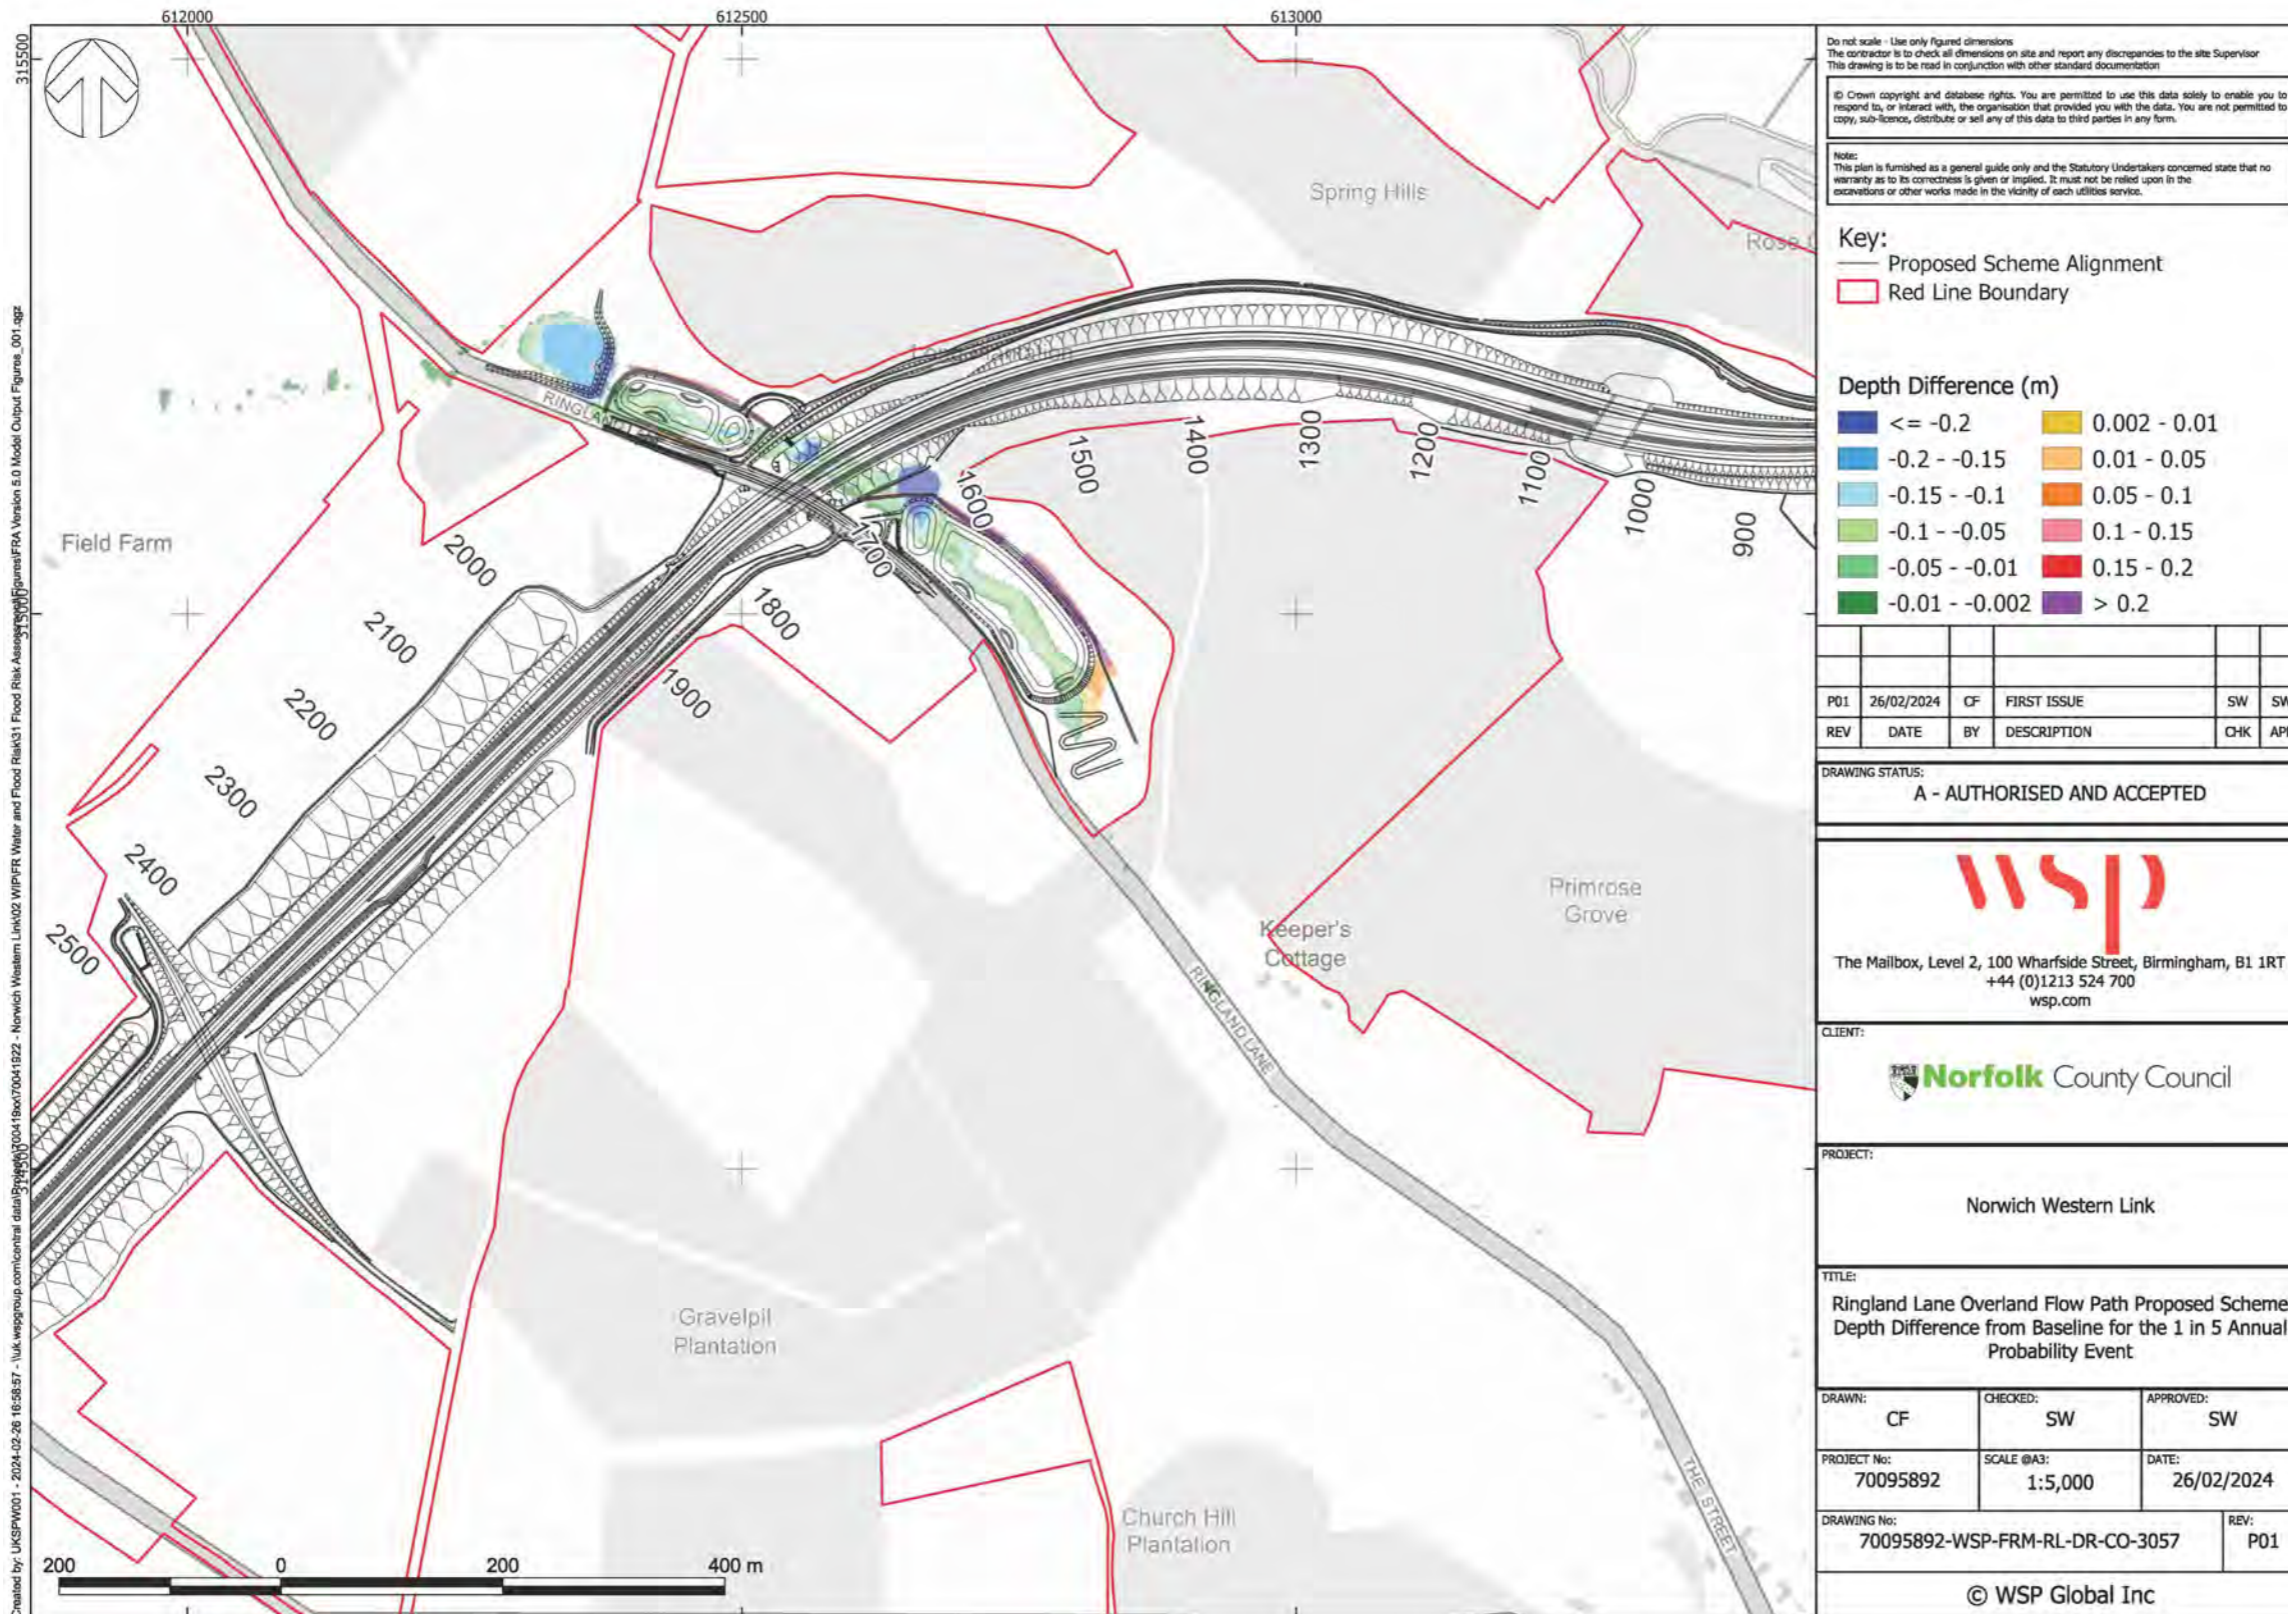 612000
612500
613000
315500
315000
314500
Spring Hills
Rose
RINGLAND LANE
Field Farm
1500
1400
1300
1200
1100
1000
900
1600
1700
1800
1900
2000
2100
2200
2300
2400
2500
Primrose
Grove
Keeper's
Cottage
RINGLAND LANE
Gravelpil
Plantation
Church Hill
Plantation
THE STREET
200 0 200 400 m
Do not scale - Use only figured dimensions
The contractor is to check all dimensions on site and report any discrepancies to the site Supervisor
This drawing is to be read in conjunction with other standard documentation
© Crown copyright and database rights. You are permitted to use this data solely to enable you to
respond to, or interact with, the organisation that provided you with the data. You are not permitted to
copy, sub-licence, distribute or sell any of this data to third parties in any form.
Note:
This plan is furnished as a general guide only and the Statutory Undertakers concerned state that no
warranty as to its correctness is given or implied. It must not be relied upon in the
excavations or other works made in the vicinity of each utilities service.
Key:
Proposed Scheme Alignment
Red Line Boundary
Depth Difference (m)
<= -0.2 0.002 - 0.01
-0.2 - -0.15 0.01 - 0.05
-0.15 - -0.1 0.05 - 0.1
-0.1 - -0.05 0.1 - 0.15
-0.05 - -0.01 0.15 - 0.2
-0.01 - -0.002 > 0.2
P01 26/02/2024 CF FIRST ISSUE SW SW
REV DATE BY DESCRIPTION CHK AP
DRAWING STATUS:
A - AUTHORISED AND ACCEPTED
wsp
The Mailbox, Level 2, 100 Wharfside Street, Birmingham, B1 1RT
+44 (0)1213 524 700
wsp.com
CLIENT:
Norfolk County Council
PROJECT:
Norwich Western Link
TITLE:
Ringland Lane Overland Flow Path Proposed Scheme
Depth Difference from Baseline for the 1 in 5 Annual
Probability Event
DRAWN: CHECKED: APPROVED:
CF SW SW
PROJECT No: SCALE @A3: DATE:
70095892 1:5,000 26/02/2024
DRAWING No: REV:
70095892-WSP-FRM-RL-DR-CO-3057 P01
© WSP Global Inc